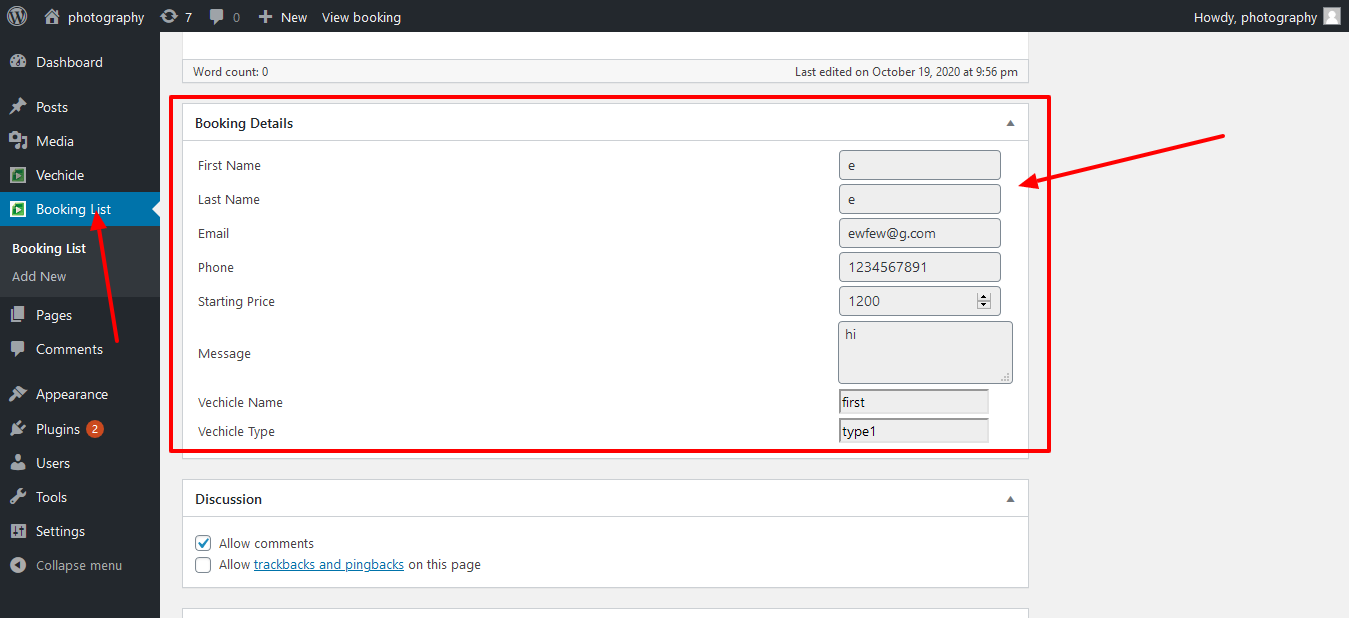 photography 7 0 New View booking Howdy, photography
Dashboard
Posts
Media
Vechicle
Booking List
Booking List
Add New
Pages
Comments
Appearance
Plugins 2
Users
Tools
Settings
Collapse menu
Word count: 0 Last edited on October 19, 2020 at 9:56 pm
Booking Details
First Name e
Last Name e
Email ewfew@g.com
Phone 1234567891
Starting Price 1200
Message hi
Vechicle Name first
Vechicle Type type1
Discussion
Allow comments
Allow trackbacks and pingbacks on this page